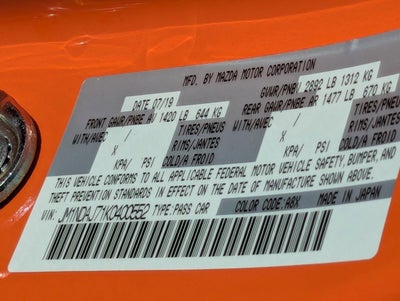 MFD. BY MAZDA MOTOR CORPORATION
DATE 07/19 GVWR/PNBV 2892 LB 1312 KG
FRONT GAWR/PNBE AV 1420 LB 644 KG REAR GAWR/PNBE AR 1477 LB 670 KG
WITH/AVEC / TIRES/PNEUS WITH/AVEC / TIRES/PNEUS
X RIMS/JANTES X RIMS/JANTES
/ /
KPA/ PSI COLD/A FROID KPA/ PSI COLD/A FROID
THIS VEHICLE CONFORMS TO ALL APPLICABLE FEDERAL MOTOR VEHICLE SAFETY, BUMPER, AND
THEFT PREVENTION STANDARDS IN EFFECT ON THE DATE OF MANUFACTURE SHOWN ABOVE.
VIN: TYPE: PASS CAR COLOR CODE: A8X MADE IN JAPAN